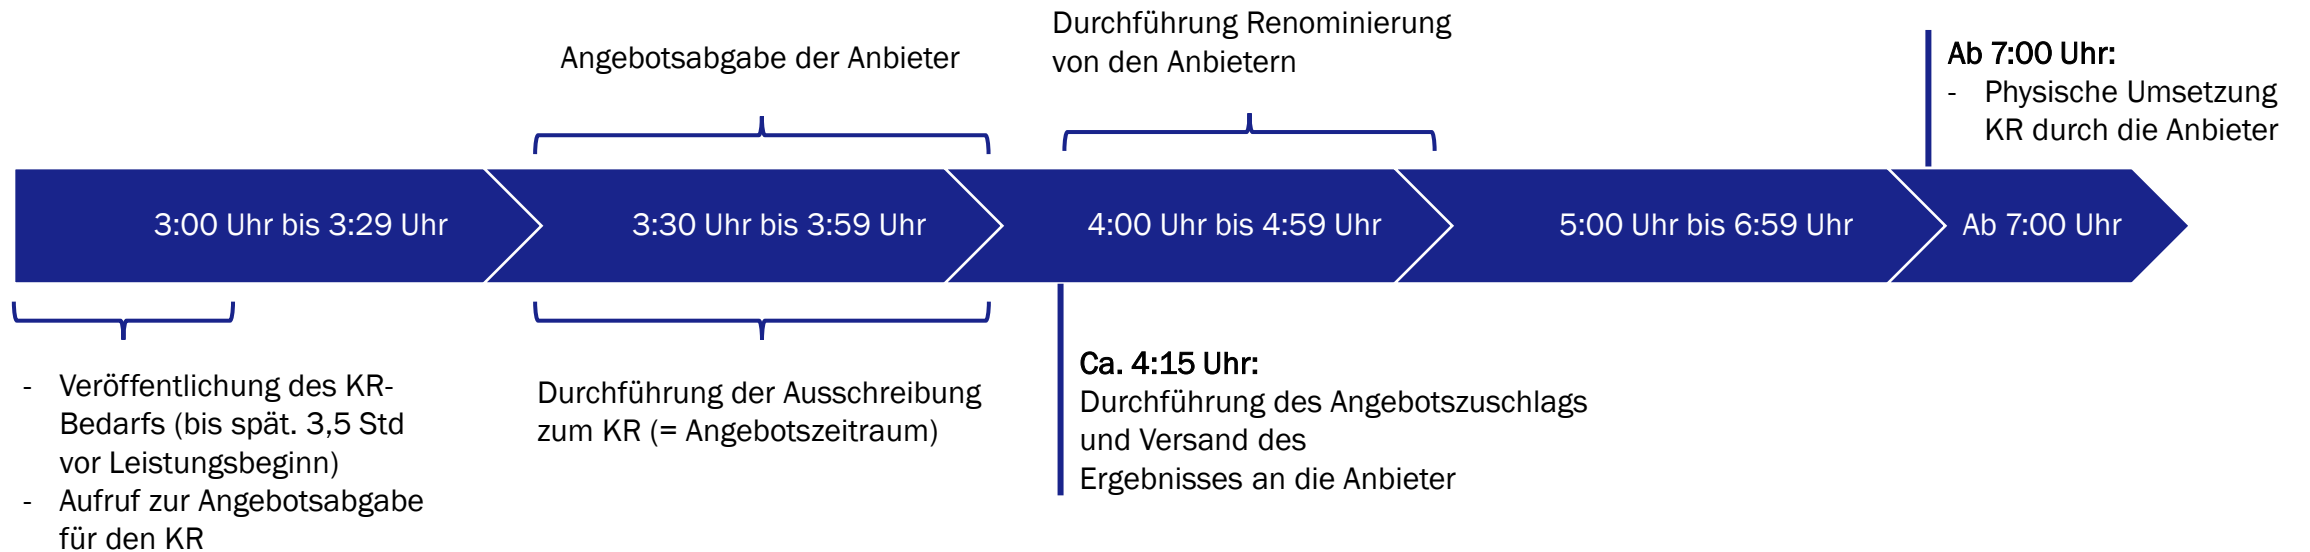 Angebotsabgabe der Anbieter
Durchführung Renominierung
von den Anbietern
Ab 7:00 Uhr:
- Physische Umsetzung
KR durch die Anbieter
3:00 Uhr bis 3:29 Uhr
3:30 Uhr bis 3:59 Uhr
4:00 Uhr bis 4:59 Uhr
5:00 Uhr bis 6:59 Uhr
Ab 7:00 Uhr
- Veröffentlichung des KR-
Bedarfs (bis spät. 3,5 Std
vor Leistungsbeginn)
- Aufruf zur Angebotsabgabe
für den KR
Durchführung der Ausschreibung
zum KR (= Angebotszeitraum)
Ca. 4:15 Uhr:
Durchführung des Angebotszuschlags
und Versand des
Ergebnisses an die Anbieter